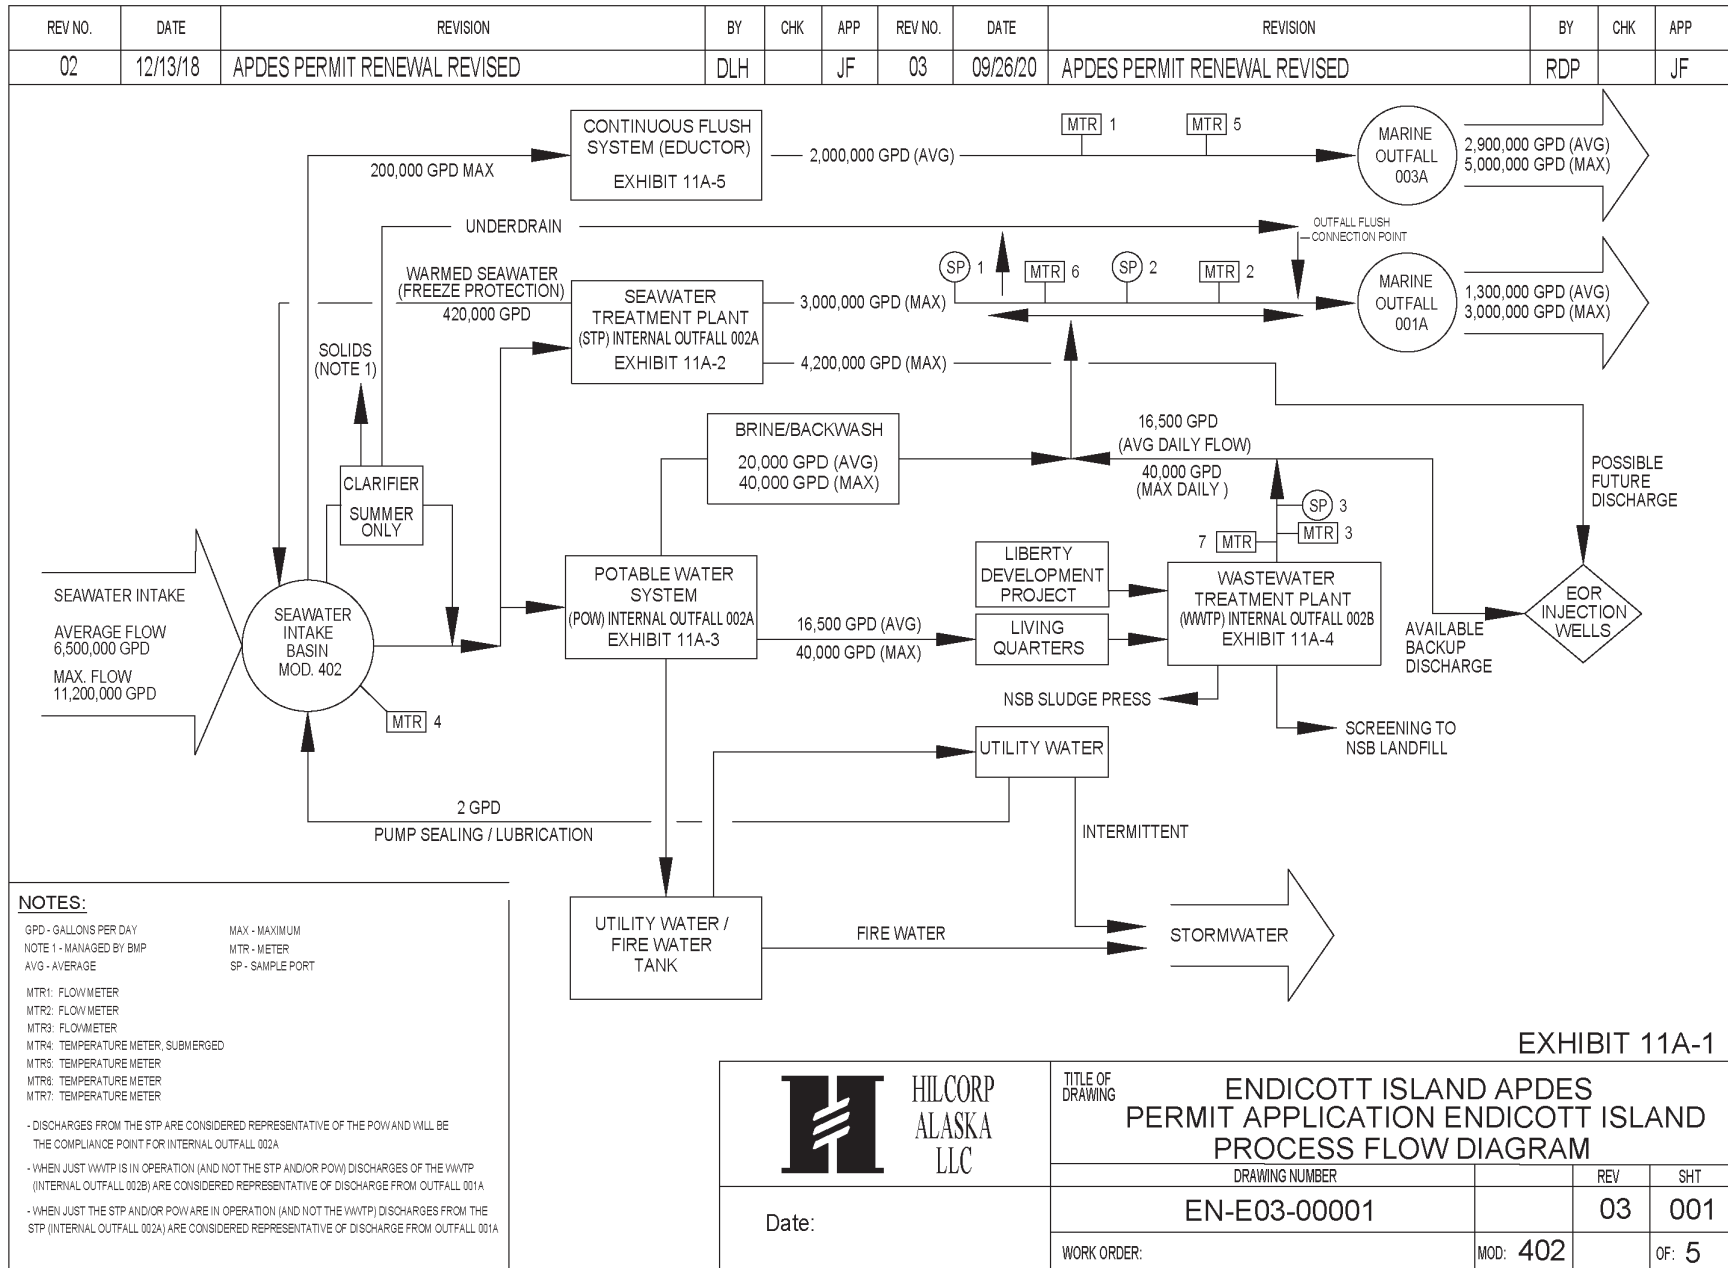 REV NO. DATE REVISION BY CHK APP REV NO. DATE REVISION BY CHK APP
02 12/13/18 APDES PERMIT RENEWAL REVISED DLH JF 03 09/26/20 APDES PERMIT RENEWAL REVISED RDP JF
CONTINUOUS FLUSH
SYSTEM (EDUCTOR)
EXHIBIT 11A-5
200,000 GPD MAX
2,000,000 GPD (AVG)
MTR 1
MTR 5
MARINE
OUTFALL
003A
2,900,000 GPD (AVG)
5,000,000 GPD (MAX)
UNDERDRAIN
OUTFALL FLUSH
CONNECTION POINT
WARMED SEAWATER
(FREEZE PROTECTION)
420,000 GPD
SEAWATER
TREATMENT PLANT
(STP) INTERNAL OUTFALL 002A
EXHIBIT 11A-2
3,000,000 GPD (MAX)
4,200,000 GPD (MAX)
SP 1
MTR 6
SP 2
MTR 2
MARINE
OUTFALL
001A
1,300,000 GPD (AVG)
3,000,000 GPD (MAX)
SOLIDS
(NOTE 1)
CLARIFIER
SUMMER
ONLY
BRINE/BACKWASH
20,000 GPD (AVG)
40,000 GPD (MAX)
16,500 GPD
(AVG DAILY FLOW)
40,000 GPD
(MAX DAILY )
POSSIBLE
FUTURE
DISCHARGE
SP 3
MTR 3
7 MTR
SEAWATER INTAKE
AVERAGE FLOW
6,500,000 GPD
MAX. FLOW
11,200,000 GPD
SEAWATER
INTAKE
BASIN
MOD. 402
MTR 4
POTABLE WATER
SYSTEM
(POW) INTERNAL OUTFALL 002A
EXHIBIT 11A-3
16,500 GPD (AVG)
40,000 GPD (MAX)
LIBERTY
DEVELOPMENT
PROJECT
LIVING
QUARTERS
WASTEWATER
TREATMENT PLANT
(WWTP) INTERNAL OUTFALL 002B
EXHIBIT 11A-4
EOR
INJECTION
WELLS
AVAILABLE
BACKUP
DISCHARGE
NSB SLUDGE PRESS
SCREENING TO
NSB LANDFILL
UTILITY WATER
2 GPD
PUMP SEALING / LUBRICATION
INTERMITTENT
UTILITY WATER /
FIRE WATER
TANK
FIRE WATER
STORMWATER
NOTES:
GPD - GALLONS PER DAY MAX - MAXIMUM
NOTE 1 - MANAGED BY BMP MTR - METER
AVG - AVERAGE SP - SAMPLE PORT
MTR1: FLOW METER
MTR2: FLOW METER
MTR3: FLOWMETER
MTR4: TEMPERATURE METER, SUBMERGED
MTR5: TEMPERATURE METER
MTR6: TEMPERATURE METER
MTR7: TEMPERATURE METER
- DISCHARGES FROM THE STP ARE CONSIDERED REPRESENTATIVE OF THE POW AND WILL BE
THE COMPLIANCE POINT FOR INTERNAL OUTFALL 002A
- WHEN JUST WWTP IS IN OPERATION (AND NOT THE STP AND/OR POW) DISCHARGES OF THE WWTP
(INTERNAL OUTFALL 002B) ARE CONSIDERED REPRESENTATIVE OF DISCHARGE FROM OUTFALL 001A
- WHEN JUST THE STP AND/OR POW ARE IN OPERATION (AND NOT THE WWTP) DISCHARGES FROM THE
STP (INTERNAL OUTFALL 002A) ARE CONSIDERED REPRESENTATIVE OF DISCHARGE FROM OUTFALL 001A
EXHIBIT 11A-1
HILCORP
ALASKA
LLC
Date:
TITLE OF
DRAWING
ENDICOTT ISLAND APDES
PERMIT APPLICATION ENDICOTT ISLAND
PROCESS FLOW DIAGRAM
DRAWING NUMBER REV SHT
EN-E03-00001 03 001
WORK ORDER: MOD: 402 OF: 5